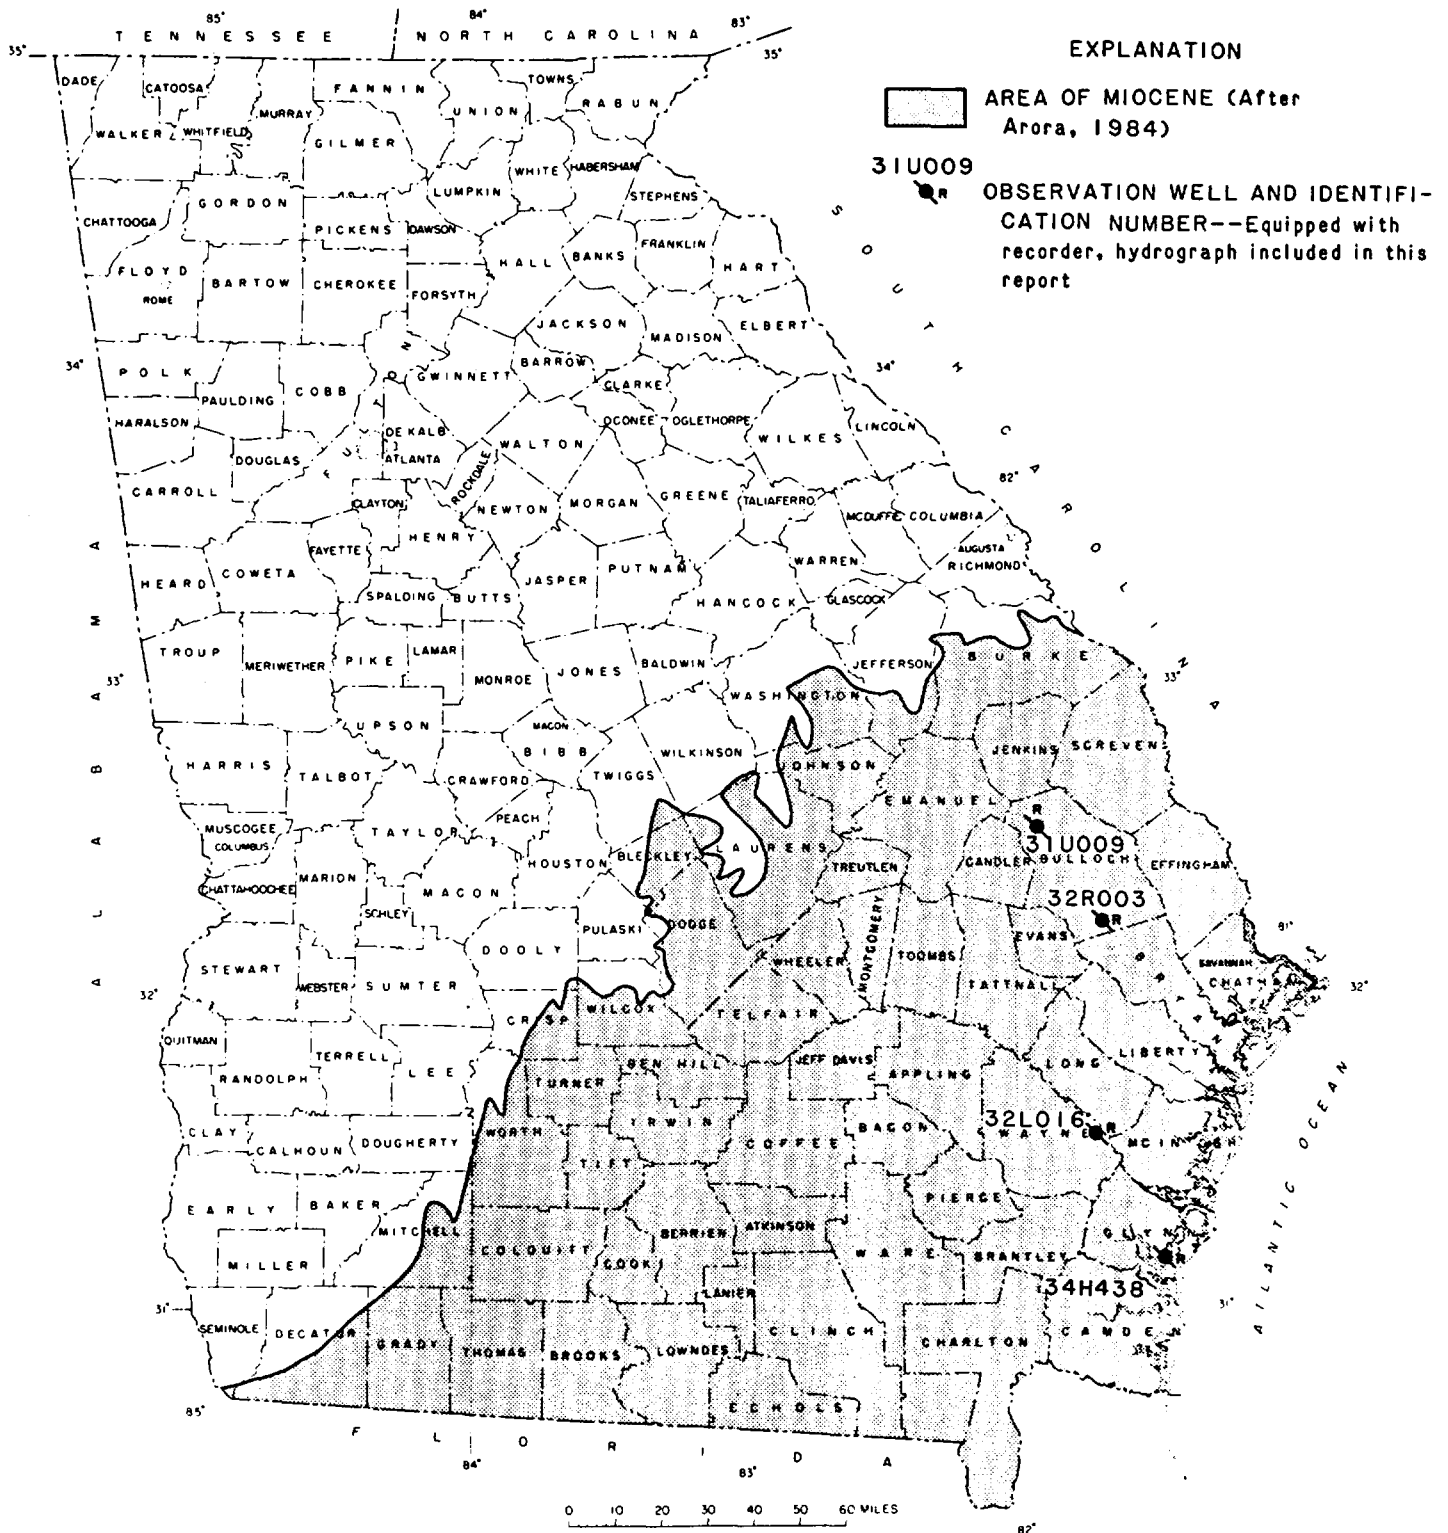 85° 84° 83°
TENNESSEE NORTH CAROLINA
35° 35°
EXPLANATION
AREA OF MIOCENE (After
Arora, 1984)
31U009
R
OBSERVATION WELL AND IDENTIFI-
CATION NUMBER--Equipped with
recorder, hydrograph included in this
report
DADE CATOOSA FANNIN TOWNS
MURRAY UNION RABUN
WALKER WHITFIELD GILMER
WHITE HABERSHAM
LUMPKIN STEPHENS
CHATTOOGA GORDON PICKENS DAWSON
FRANKLIN
HALL BANKS HART
FLOYD BARTOW CHEROKEE FORSYTH
ROME
JACKSON MADISON ELBERT
SOUTH CAROLINA
34° 34°
POLK GWINNETT BARROW
COBB CLARKE
PAULDING FULTON
HARALSON OCONEE OGLETHORPE
DE KALB WALTON WILKES LINCOLN
DOUGLAS ATLANTA
ROCKDALE
CARROLL 82°
CLAYTON NEWTON MORGAN GREENE TALIAFERRO
MCDUFFE COLUMBIA
ALABAMA
FAYETTE HENRY AUGUSTA
HEARD COWETA JASPER PUTNAM WARREN RICHMOND
SPALDING BUTTS HANCOCK GLASCOCK
TROUP MERIWETHER PIKE LAMAR
JONES BALDWIN JEFFERSON BURKE
33° MONROE WASHINGTON 33°
UPSON MACON
BIBB WILKINSON JENKINS SCREVEN
HARRIS TALBOT CRAWFORD TWIGGS JOHNSON
EMANUEL
R
MUSCOGEE TAYLOR PEACH
COLUMBUS 31U009
HOUSTON BLECKLEY LAURENS TREUTLEN CANDLER BULLOCH EFFINGHAM
CHATTAHOOCHEE MARION MACON
SCHLEY 32R003
R
PULASKI DODGE MONTGOMERY EVANS 81°
DOOLY
STEWART WHEELER TOOMBS BRYAN SAVANNAH
WEBSTER SUMTER TATTNALL CHATHAM
32° 32°
CRISP WILCOX TELFAIR
QUITMAN
TERRELL BEN HILL JEFF DAVIS LONG LIBERTY
RANDOLPH LEE TURNER APPLING
32L016
R
CLAY WORTH IRWIN COFFEE BACON WAYNE MCINTOSH
CALHOUN DOUGHERTY
TIFT
EARLY BAKER PIERCE
MITCHELL BERRIEN ATKINSON GLYNN
COLQUITT COOK WARE BRANTLEY R
MILLER
LANIER 34H438
31° 31°
SEMINOLE DECATUR GRADY THOMAS BROOKS LOWNDES CLINCH CHARLTON CAMDEN
ATLANTIC OCEAN
85° ECHOLS
FLORIDA
84° 83°
0 10 20 30 40 50 60 MILES
82°